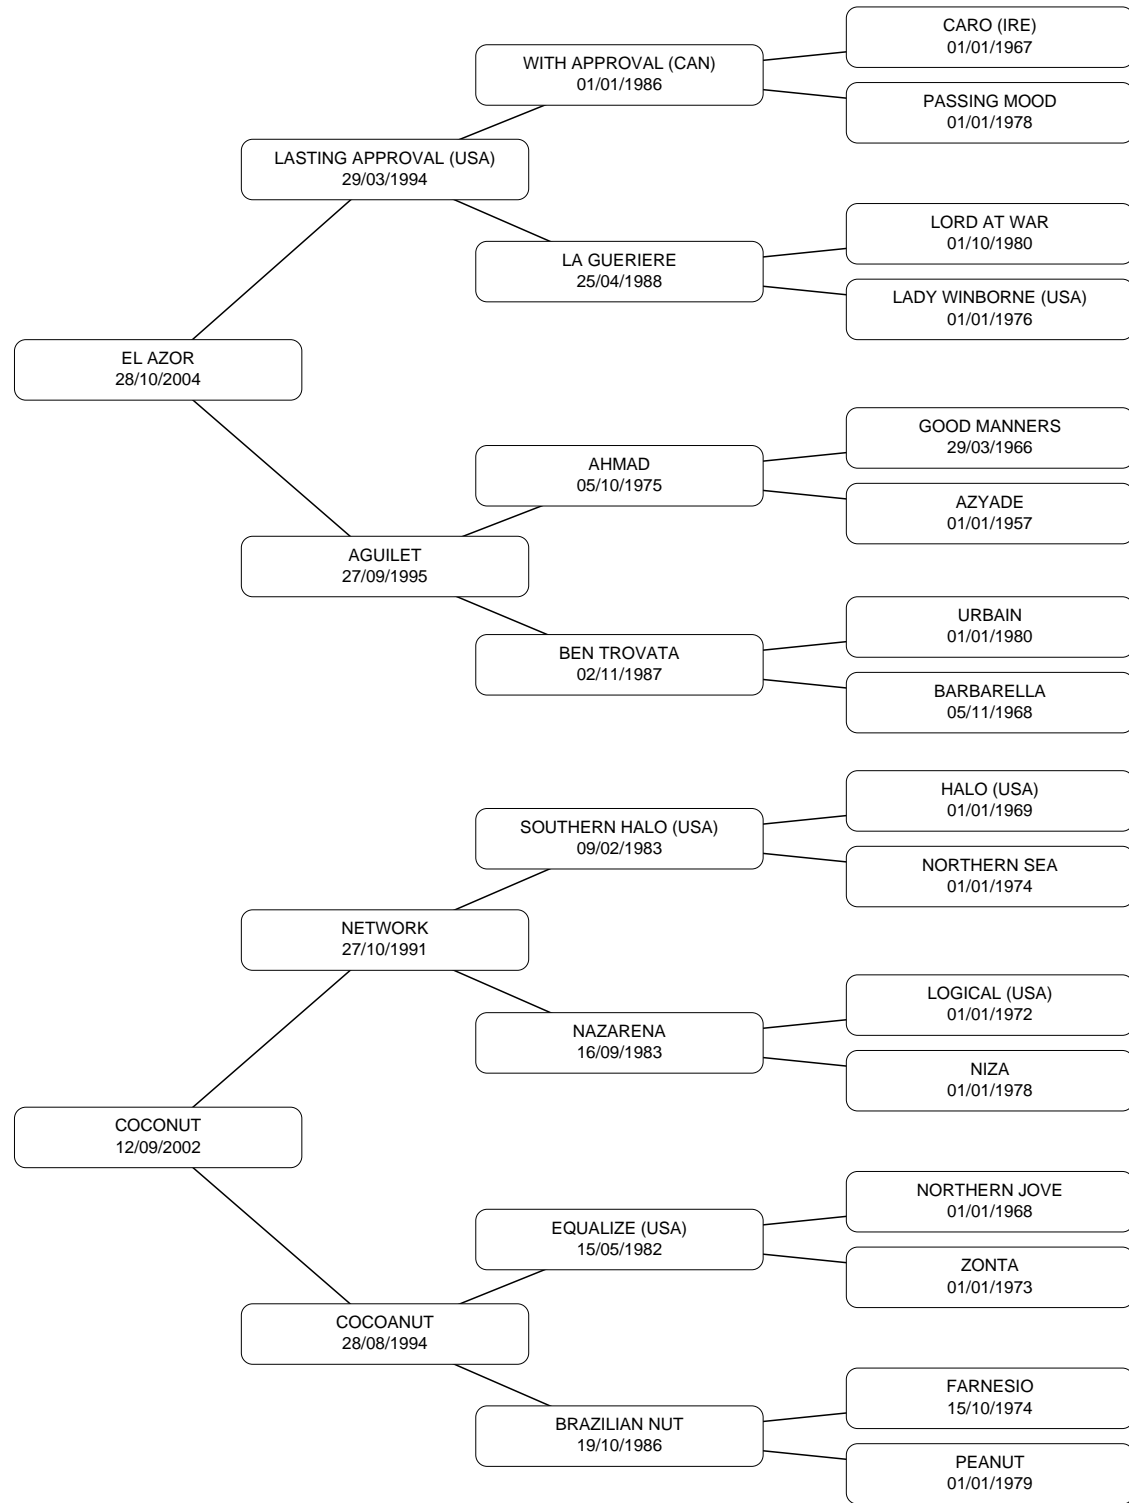 CARO (IRE)
01/01/1967
WITH APPROVAL (CAN)
01/01/1986
PASSING MOOD
01/01/1978
LASTING APPROVAL (USA)
29/03/1994
LORD AT WAR
01/10/1980
LA GUERIERE
25/04/1988
LADY WINBORNE (USA)
01/01/1976
EL AZOR
28/10/2004
GOOD MANNERS
29/03/1966
AHMAD
05/10/1975
AZYADE
01/01/1957
AGUILET
27/09/1995
URBAIN
01/01/1980
BEN TROVATA
02/11/1987
BARBARELLA
05/11/1968
HALO (USA)
01/01/1969
SOUTHERN HALO (USA)
09/02/1983
NORTHERN SEA
01/01/1974
NETWORK
27/10/1991
LOGICAL (USA)
01/01/1972
NAZARENA
16/09/1983
NIZA
01/01/1978
COCONUT
12/09/2002
NORTHERN JOVE
01/01/1968
EQUALIZE (USA)
15/05/1982
ZONTA
01/01/1973
COCOANUT
28/08/1994
FARNESIO
15/10/1974
BRAZILIAN NUT
19/10/1986
PEANUT
01/01/1979